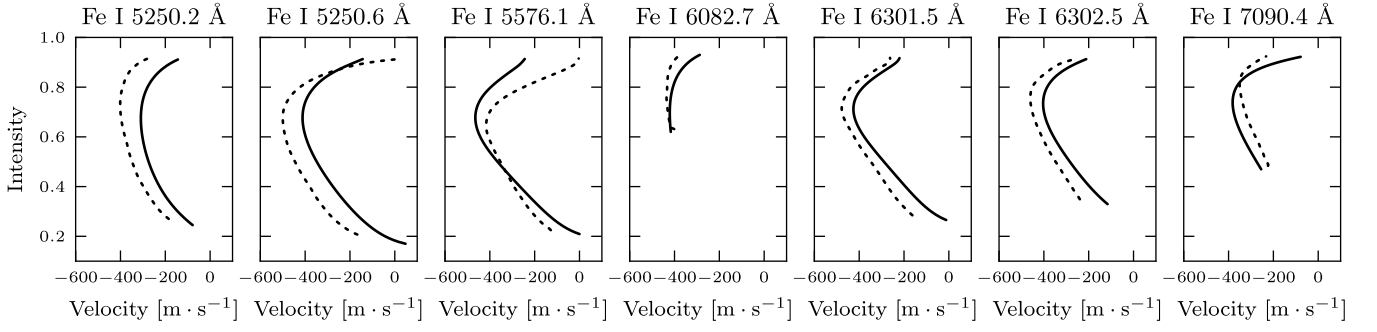 Fe I 5250.2 Å Fe I 5250.6 Å Fe I 5576.1 Å Fe I 6082.7 Å Fe I 6301.5 Å Fe I 6302.5 Å Fe I 7090.4 Å
1.0
0.8
0.6
0.4
0.2
Intensity
−600 −400 −200 0 −600 −400 −200 0 −600 −400 −200 0 −600 −400 −200 0 −600 −400 −200 0 −600 −400 −200 0 −600 −400 −200 0
Velocity [m · s⁻¹] Velocity [m · s⁻¹] Velocity [m · s⁻¹] Velocity [m · s⁻¹] Velocity [m · s⁻¹] Velocity [m · s⁻¹] Velocity [m · s⁻¹]